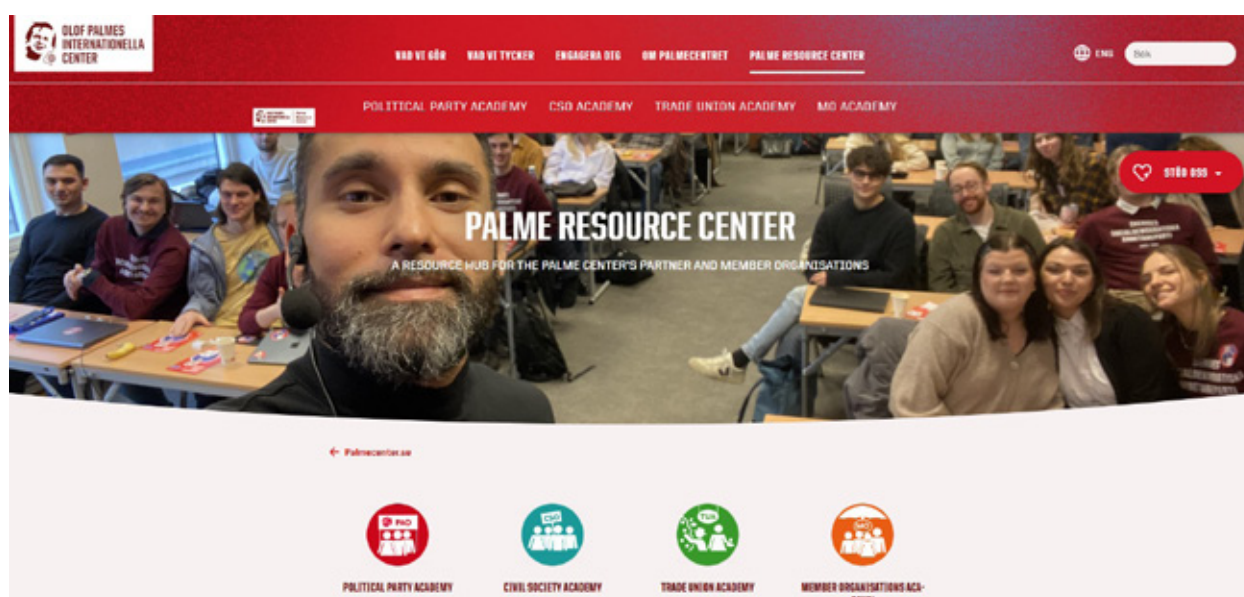 OLOF PALMES
INTERNATIONELLA
CENTER
VAD VI GÖR VAD VI TYCKER ENGAGERA DIG OM PALMECENTRET PALME RESOURCE CENTER
ENG Sök
POLITICAL PARTY ACADEMY CSO ACADEMY TRADE UNION ACADEMY MO ACADEMY
STÖD OSS
PALME RESOURCE CENTER
A RESOURCE HUB FOR THE PALME CENTER'S PARTNER AND MEMBER ORGANISATIONS
← Palmecenter.se
PAO CSO TUA MO
POLITICAL PARTY ACADEMY CIVIL SOCIETY ACADEMY TRADE UNION ACADEMY MEMBER ORGANISATIONS ACA-